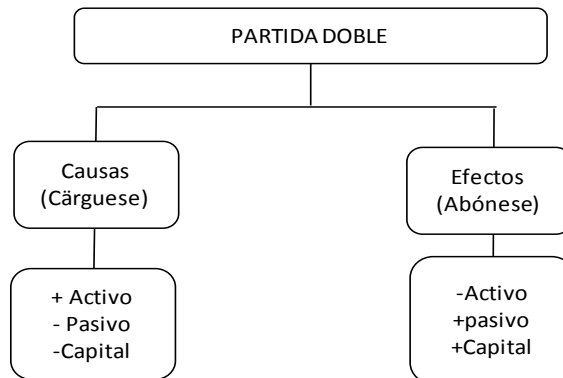 PARTIDA DOBLE
Causas
(Cärguese)
Efectos
(Abónese)
+ Activo
- Pasivo
-Capital
-Activo
+pasivo
+Capital